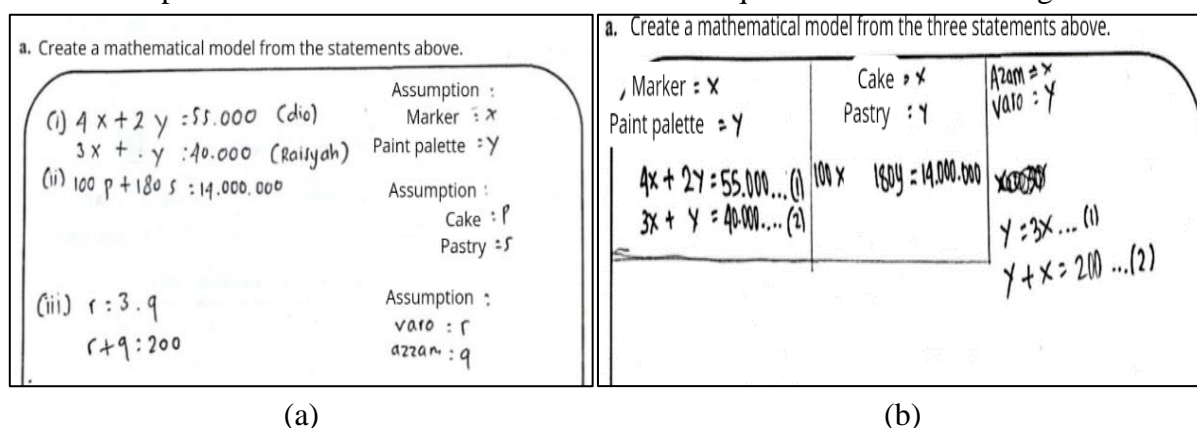 a. Create a mathematical model from the statements above.
(i) 4x + 2y = 55.000 (dio)
3x + . y : 40.000 (Raisyah)
Assumption :
Marker : x
Paint palette : y
(ii) 100 p + 180 s : 14.000.000
Assumption :
Cake : p
Pastry : s
(iii) r : 3 . q
r + q : 200
Assumption :
varo : r
azzam : q
(a)
a. Create a mathematical model from the three statements above.
Marker : x
Paint palette = y
4x + 2y = 55.000 ... (1)
3x + y = 40.000 ... (2)
Cake : x
Pastry : y
100 x 180y = 14.000.000
Azam = x
varo : y
y = 3x ... (1)
y + x = 200 ... (2)
(b)